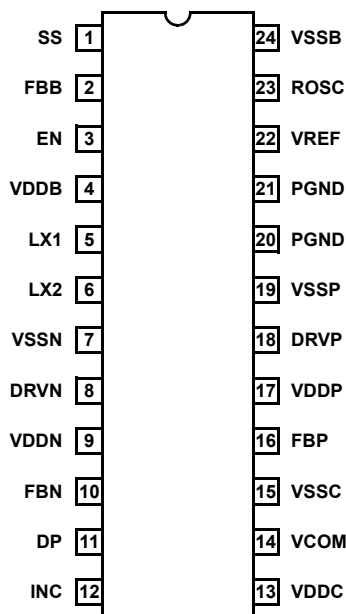 SS 1 24 VSSB
FBB 2 23 ROSC
EN 3 22 VREF
VDDB 4 21 PGND
LX1 5 20 PGND
LX2 6 19 VSSP
VSSN 7 18 DRVP
DRVN 8 17 VDDP
VDDN 9 16 FBP
FBN 10 15 VSSC
DP 11 14 VCOM
INC 12 13 VDDC